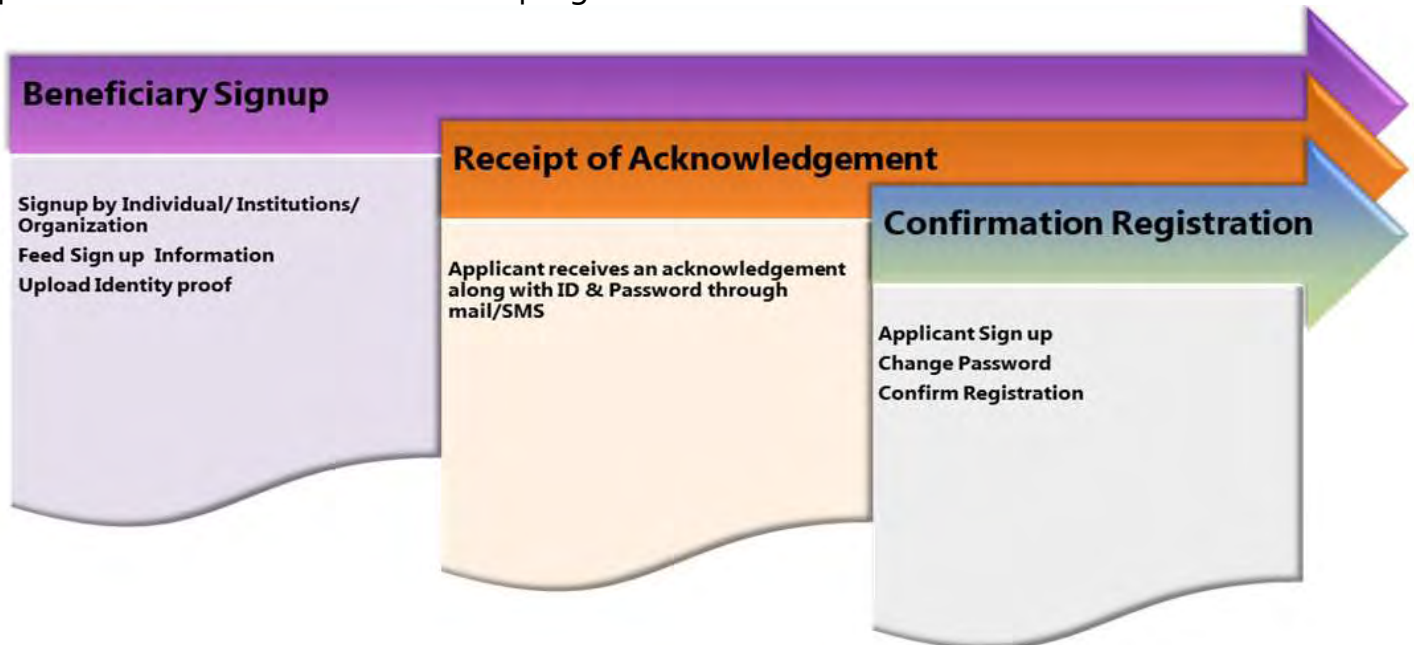 Beneficiary Signup
Signup by Individual/ Institutions/
Organization
Feed Sign up Information
Upload Identity proof
Receipt of Acknowledgement
Applicant receives an acknowledgement
along with ID & Password through
mail/SMS
Confirmation Registration
Applicant Sign up
Change Password
Confirm Registration